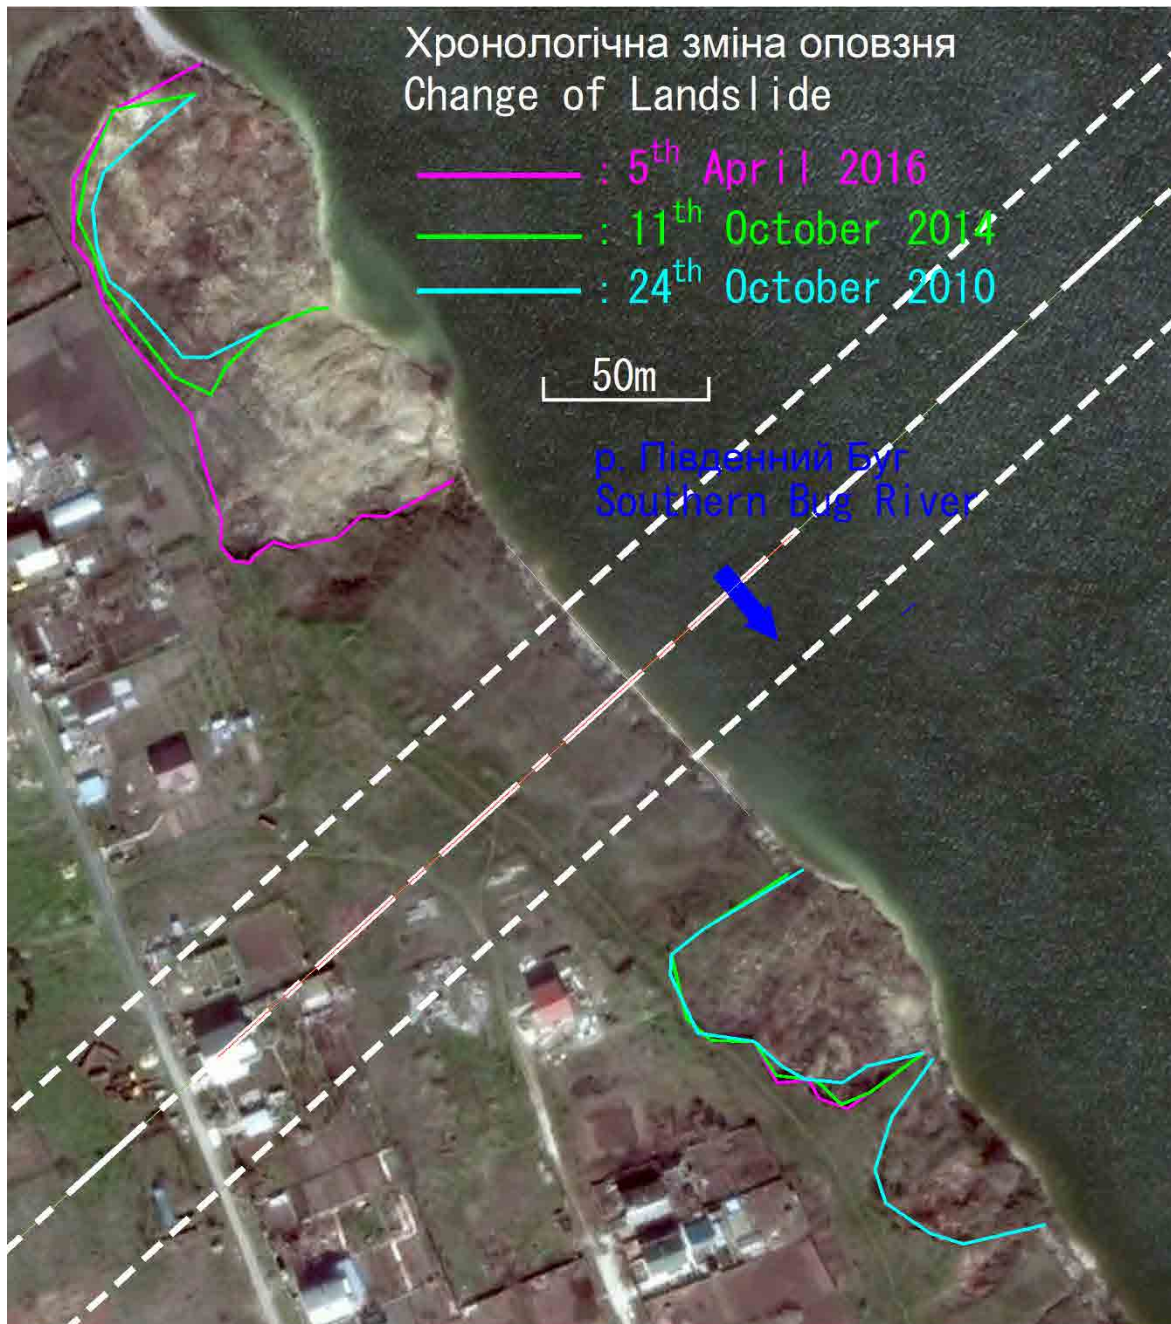 Хронологічна зміна оповзня
Change of Landslide
: 5th April 2016
: 11th October 2014
: 24th October 2010
50m
р. Південний Буг
Southern Bug River